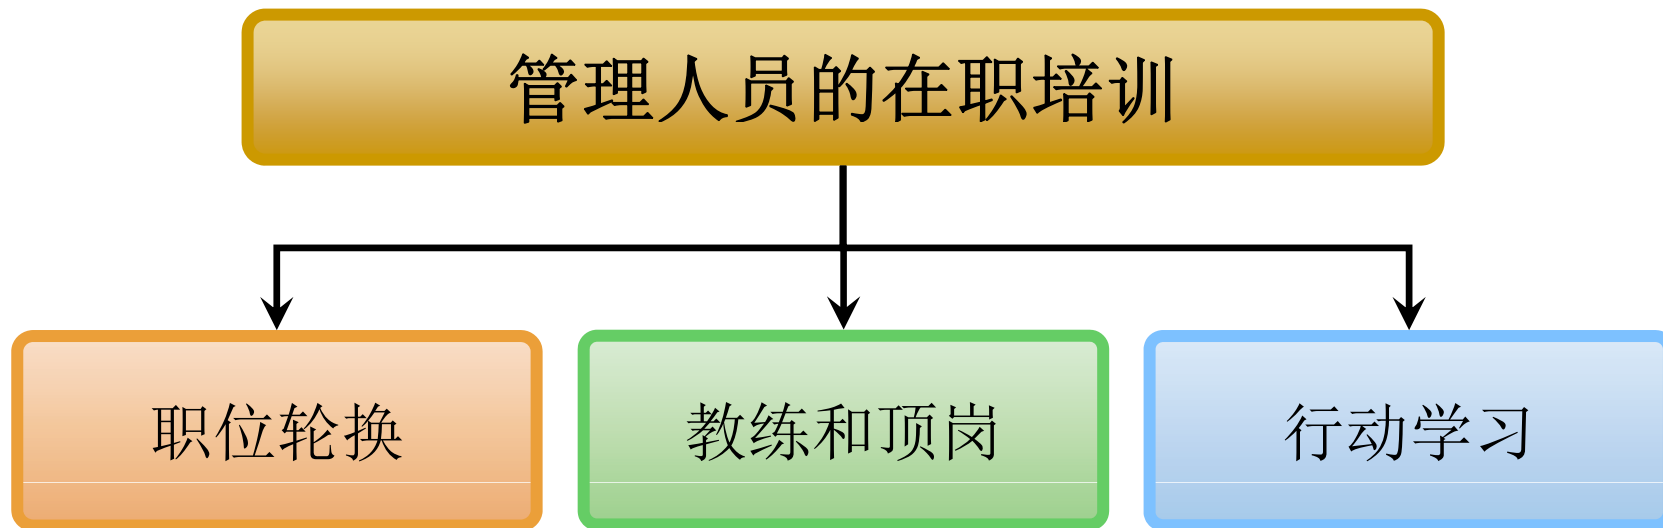 管理人员的在职培训
职位轮换
教练和顶岗
行动学习